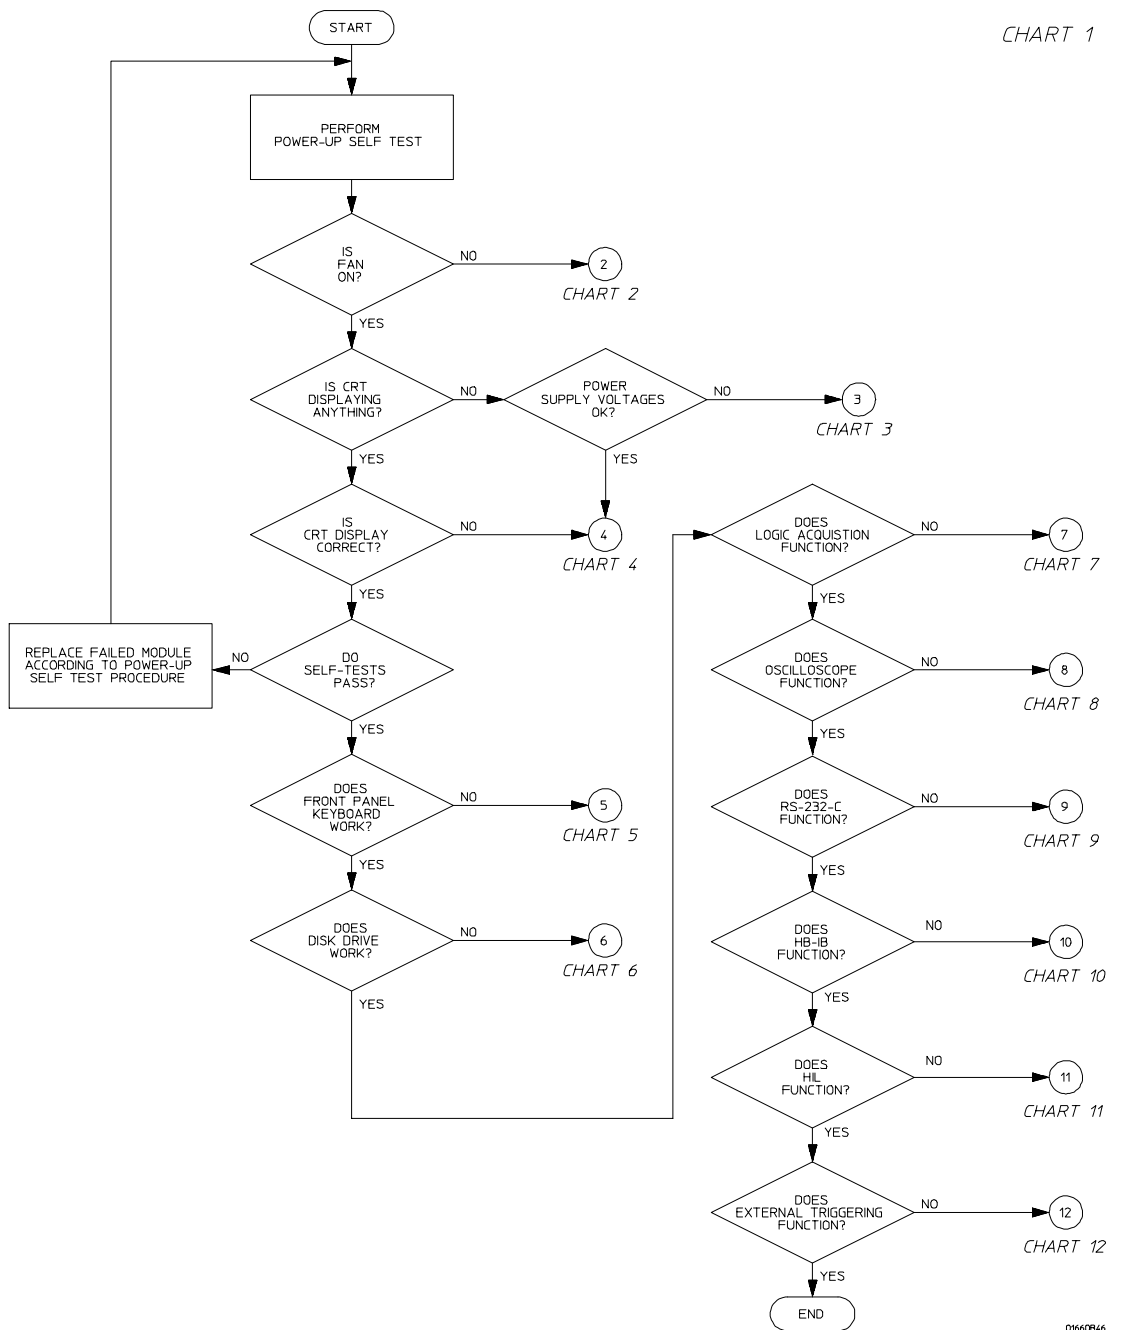 START
CHART 1
PERFORM
POWER-UP SELF TEST
IS
FAN
ON?
NO
2
CHART 2
YES
IS CRT
DISPLAYING
ANYTHING?
NO
POWER
SUPPLY VOLTAGES
OK?
NO
3
CHART 3
YES
YES
IS
CRT DISPLAY
CORRECT?
NO
4
CHART 4
YES
DO
SELF-TESTS
PASS?
NO
REPLACE FAILED MODULE
ACCORDING TO POWER-UP
SELF TEST PROCEDURE
YES
DOES
FRONT PANEL
KEYBOARD
WORK?
NO
5
CHART 5
YES
DOES
DISK DRIVE
WORK?
NO
6
CHART 6
YES
DOES
LOGIC ACQUISTION
FUNCTION?
NO
7
CHART 7
YES
DOES
OSCILLOSCOPE
FUNCTION?
NO
8
CHART 8
YES
DOES
RS-232-C
FUNCTION?
NO
9
CHART 9
YES
DOES
HB-IB
FUNCTION?
NO
10
CHART 10
YES
DOES
HIL
FUNCTION?
NO
11
CHART 11
YES
DOES
EXTERNAL TRIGGERING
FUNCTION?
NO
12
CHART 12
YES
END
01660B46